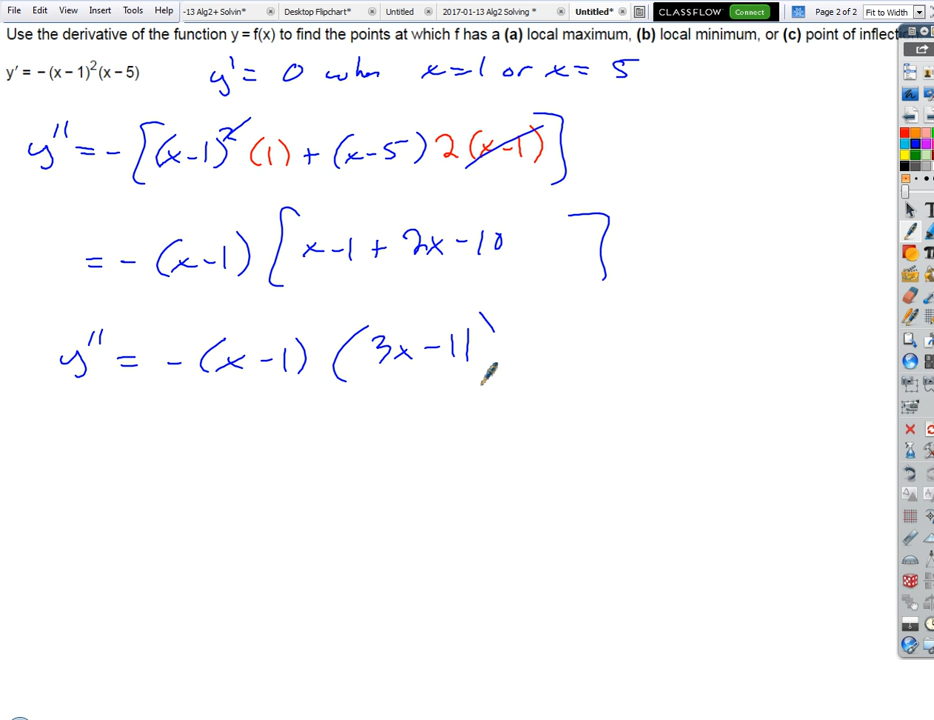 File Edit View Insert Tools Help -13 Alg2+ Solvin* Desktop Flipchart* Untitled 2017-01-13 Alg2 Solving * Untitled* CLASSFLOW Connect Page 2 of 2 Fit to Width
Use the derivative of the function y = f(x) to find the points at which f has a (a) local maximum, (b) local minimum, or (c) point of inflec
y′ = −(x − 1)²(x − 5) y' = 0 when x=1 or x= 5
y'' = - [(x-1)² (1) + (x-5) 2 (x-1)]
= - (x-1) [ x-1 + 2x -10 ]
y'' = - (x-1) (3x - 11)